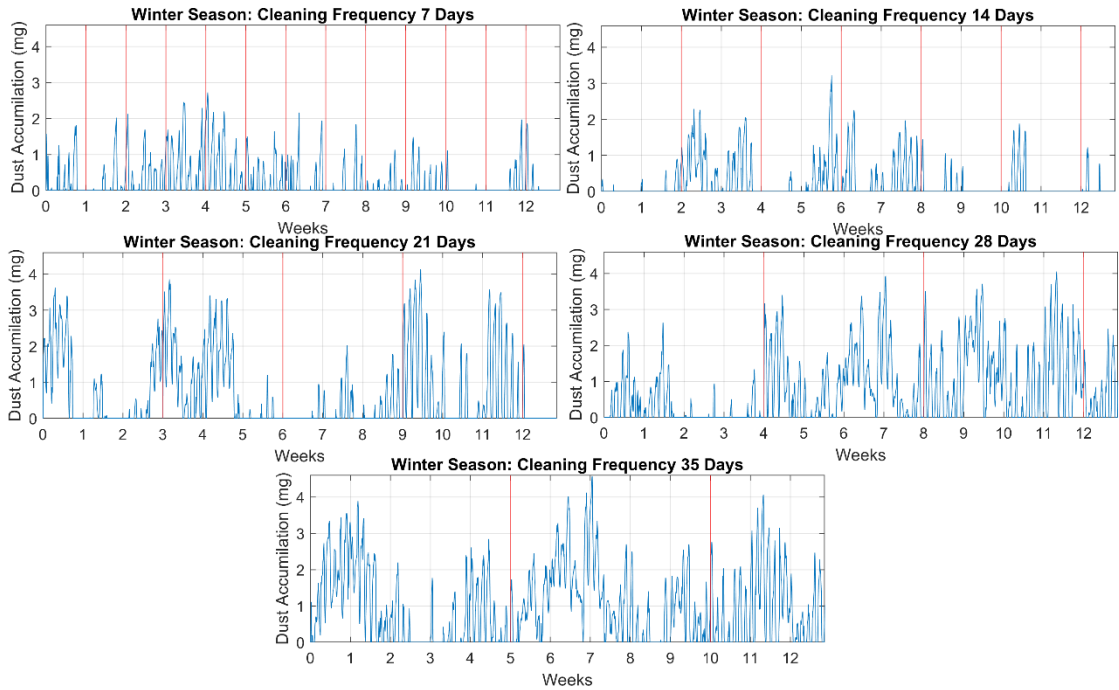 Winter Season: Cleaning Frequency 7 Days
Dust Accumilation (mg)
4
3
2
1
0
0 1 2 3 4 5 6 7 8 9 10 11 12
Weeks
Winter Season: Cleaning Frequency 14 Days
Dust Accumilation (mg)
4
3
2
1
0
0 1 2 3 4 5 6 7 8 9 10 11 12
Weeks
Winter Season: Cleaning Frequency 21 Days
Dust Accumilation (mg)
4
3
2
1
0
0 1 2 3 4 5 6 7 8 9 10 11 12
Weeks
Winter Season: Cleaning Frequency 28 Days
Dust Accumilation (mg)
4
3
2
1
0
0 1 2 3 4 5 6 7 8 9 10 11 12
Weeks
Winter Season: Cleaning Frequency 35 Days
Dust Accumilation (mg)
4
3
2
1
0
0 1 2 3 4 5 6 7 8 9 10 11 12
Weeks